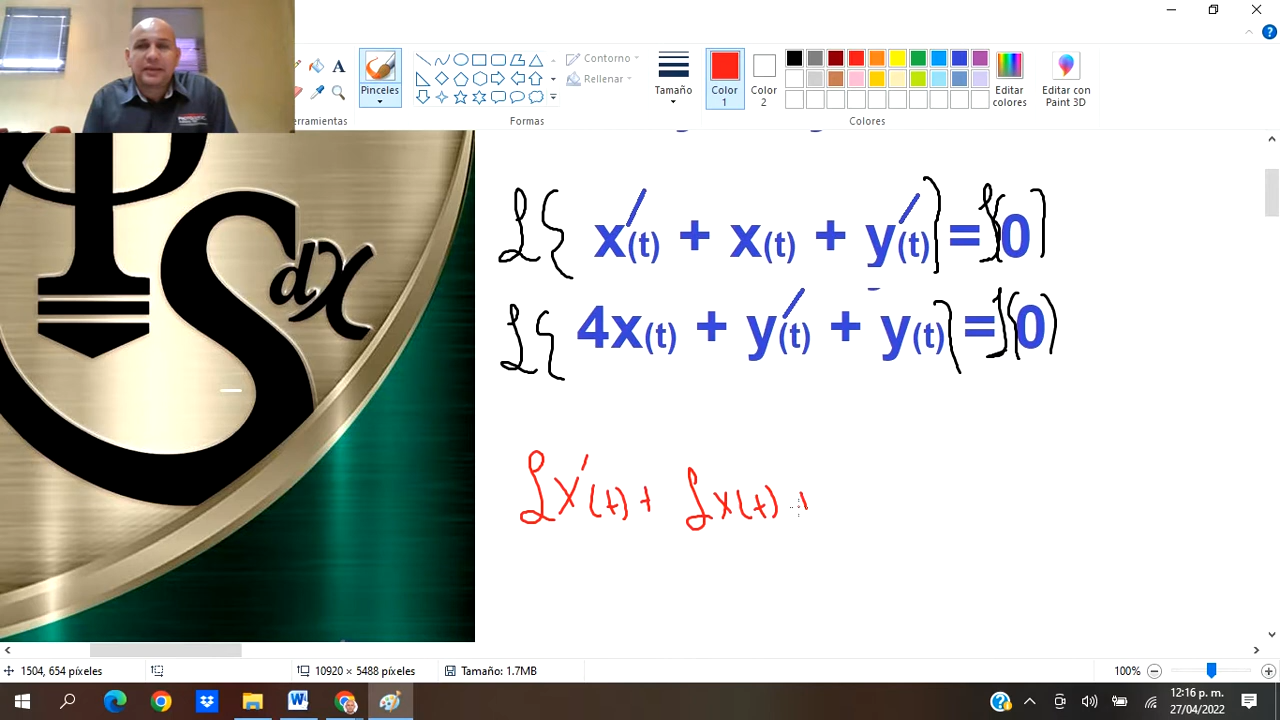 Pinceles
Contorno
Rellenar
Tamaño
Color 1
Color 2
Editar colores
Editar con Paint 3D
erramientas
Formas
Colores
ℒ{ x′(t) + x(t) + y′(t)} = ℒ{0}
ℒ{ 4x(t) + y′(t) + y(t)} = ℒ{0}
ℒx′(t) + ℒx(t) +
S dx
1504, 654 píxeles
10920 × 5488 píxeles
Tamaño: 1.7MB
100%
12:16 p. m.
27/04/2022